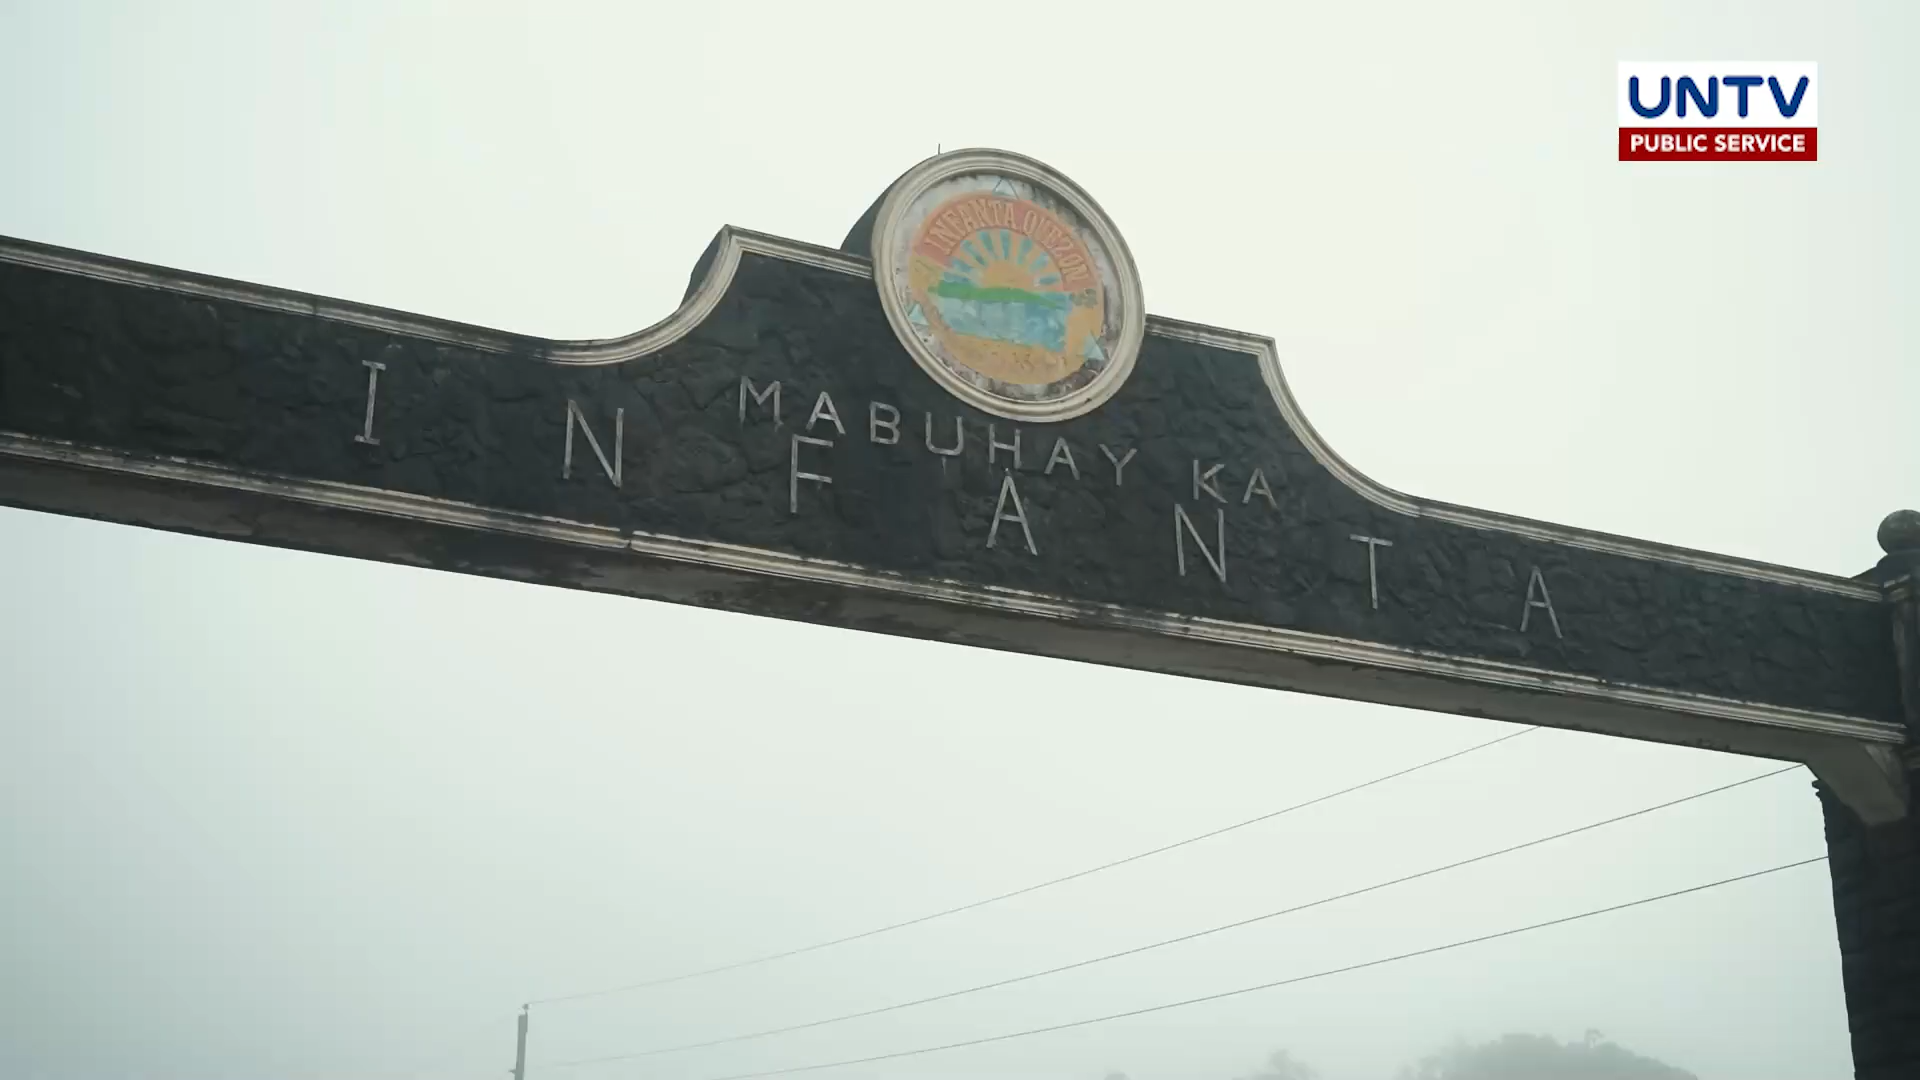 UNTV
PUBLIC SERVICE
INFANTA QUEZON
MABUHAY KA
INFANTA